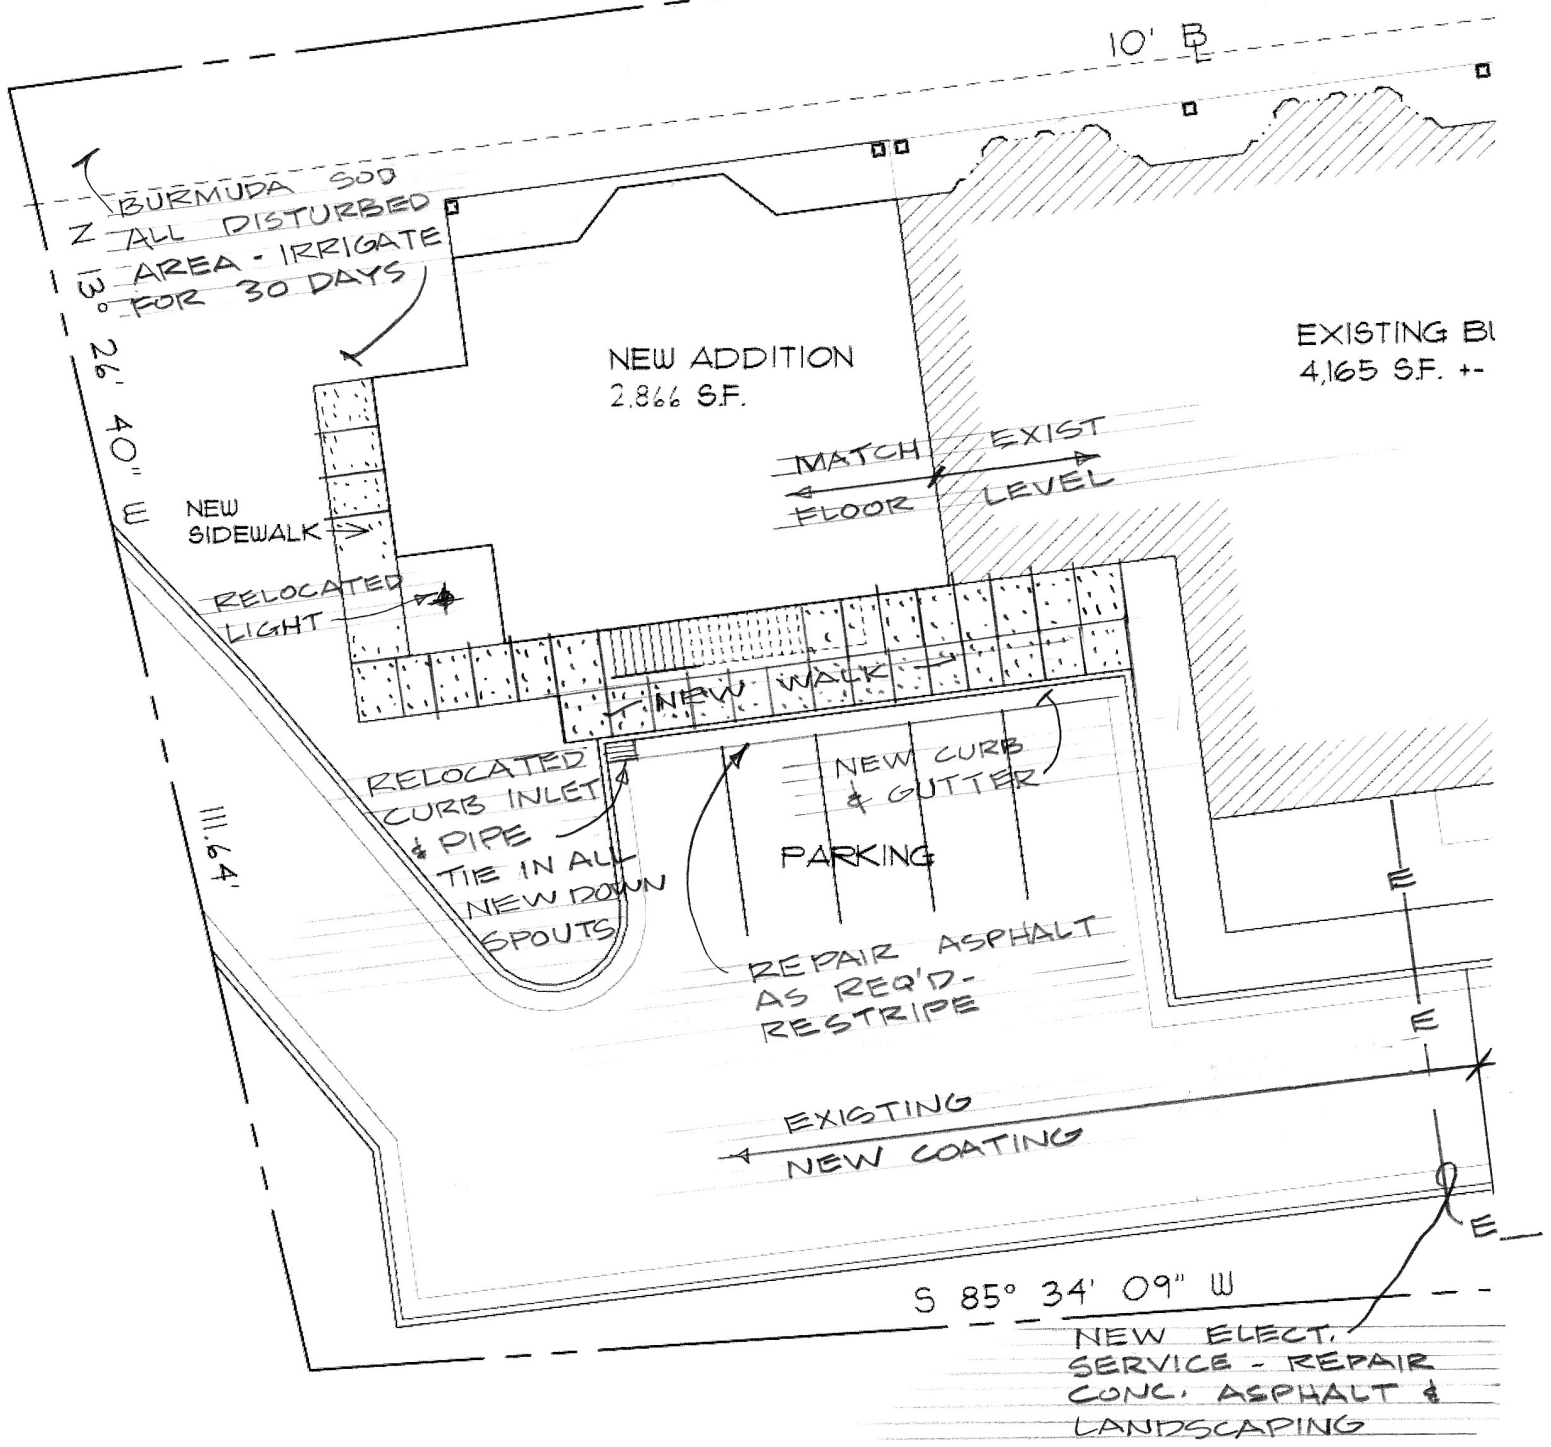 10' BL
BURMUDA SOD
ALL DISTURBED
AREA - IRRIGATE
FOR 30 DAYS
N 13° 26' 40" W
NEW ADDITION
2,866 S.F.
EXISTING BU
4,165 S.F. +-
MATCH EXIST
FLOOR LEVEL
NEW
SIDEWALK
RELOCATED
LIGHT
NEW WALK
RELOCATED
CURB INLET
& PIPE
TIE IN ALL
NEW DOWN
SPOUTS
NEW CURB
& GUTTER
PARKING
111.64'
REPAIR ASPHALT
AS REQ'D-
RESTRIPE
E
E
EXISTING
NEW COATING
E
S 85° 34' 09" W
NEW ELECT.
SERVICE - REPAIR
CONC. ASPHALT &
LANDSCAPING